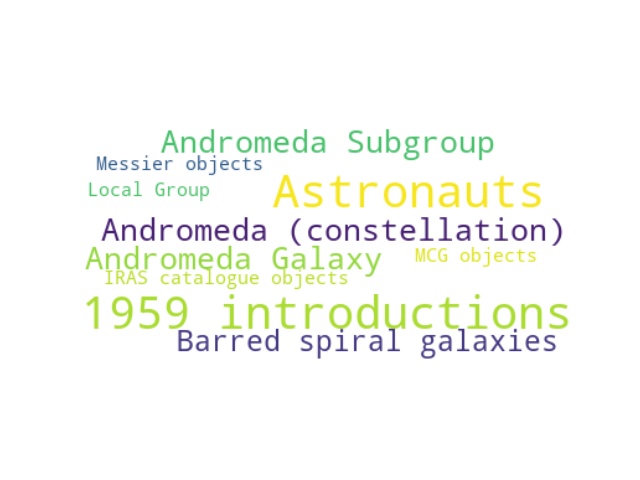 Andromeda Subgroup
Messier objects
Local Group
Astronauts
Andromeda (constellation)
Andromeda Galaxy
MCG objects
IRAS catalogue objects
1959 introductions
Barred spiral galaxies